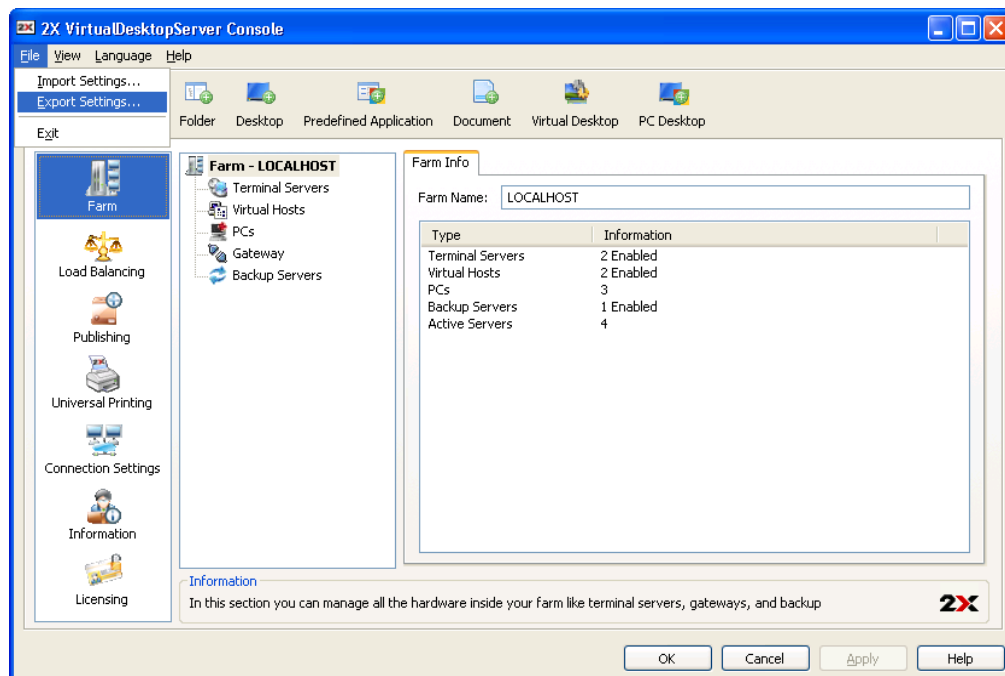 2X VirtualDesktopServer Console
File View Language Help
Import Settings...
Export Settings...
Exit
Folder Desktop Predefined Application Document Virtual Desktop PC Desktop
Farm
Load Balancing
Publishing
Universal Printing
Connection Settings
Information
Licensing
Farm - LOCALHOST
Terminal Servers
Virtual Hosts
PCs
Gateway
Backup Servers
Farm Info
Farm Name: LOCALHOST
Type Information
Terminal Servers 2 Enabled
Virtual Hosts 2 Enabled
PCs 3
Backup Servers 1 Enabled
Active Servers 4
Information
In this section you can manage all the hardware inside your farm like terminal servers, gateways, and backup
2X
OK Cancel Apply Help